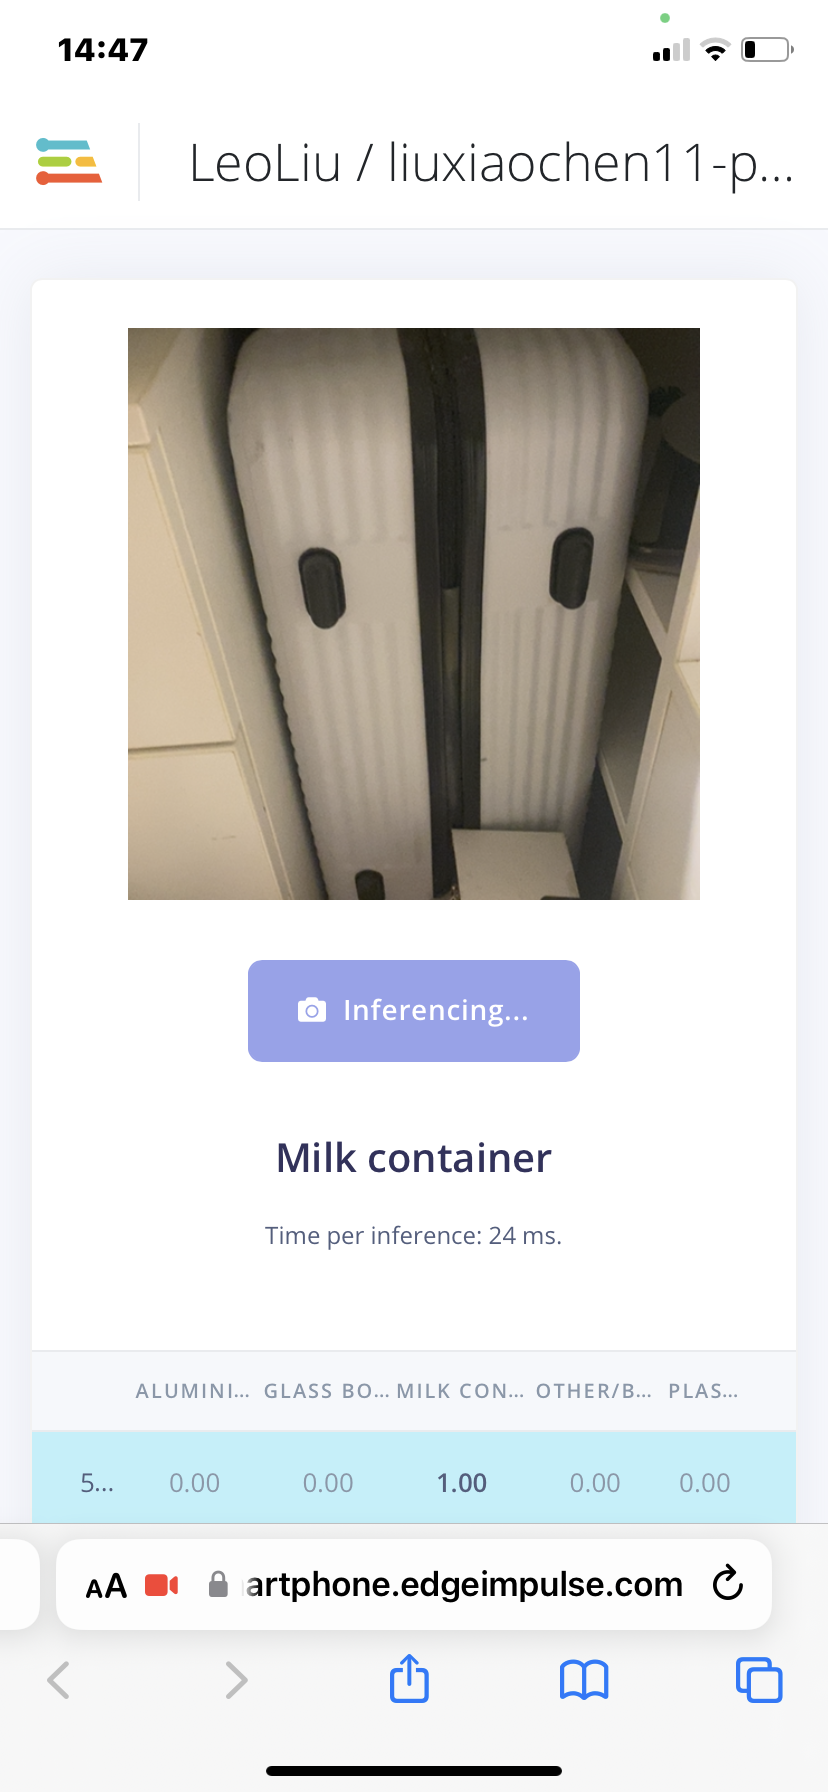 14:47
LeoLiu / liuxiaochen11-p...
Inferencing...
Milk container
Time per inference: 24 ms.
ALUMINI... GLASS BO... MILK CON... OTHER/B... PLAS...
5... 0.00 0.00 1.00 0.00 0.00
AA artphone.edgeimpulse.com